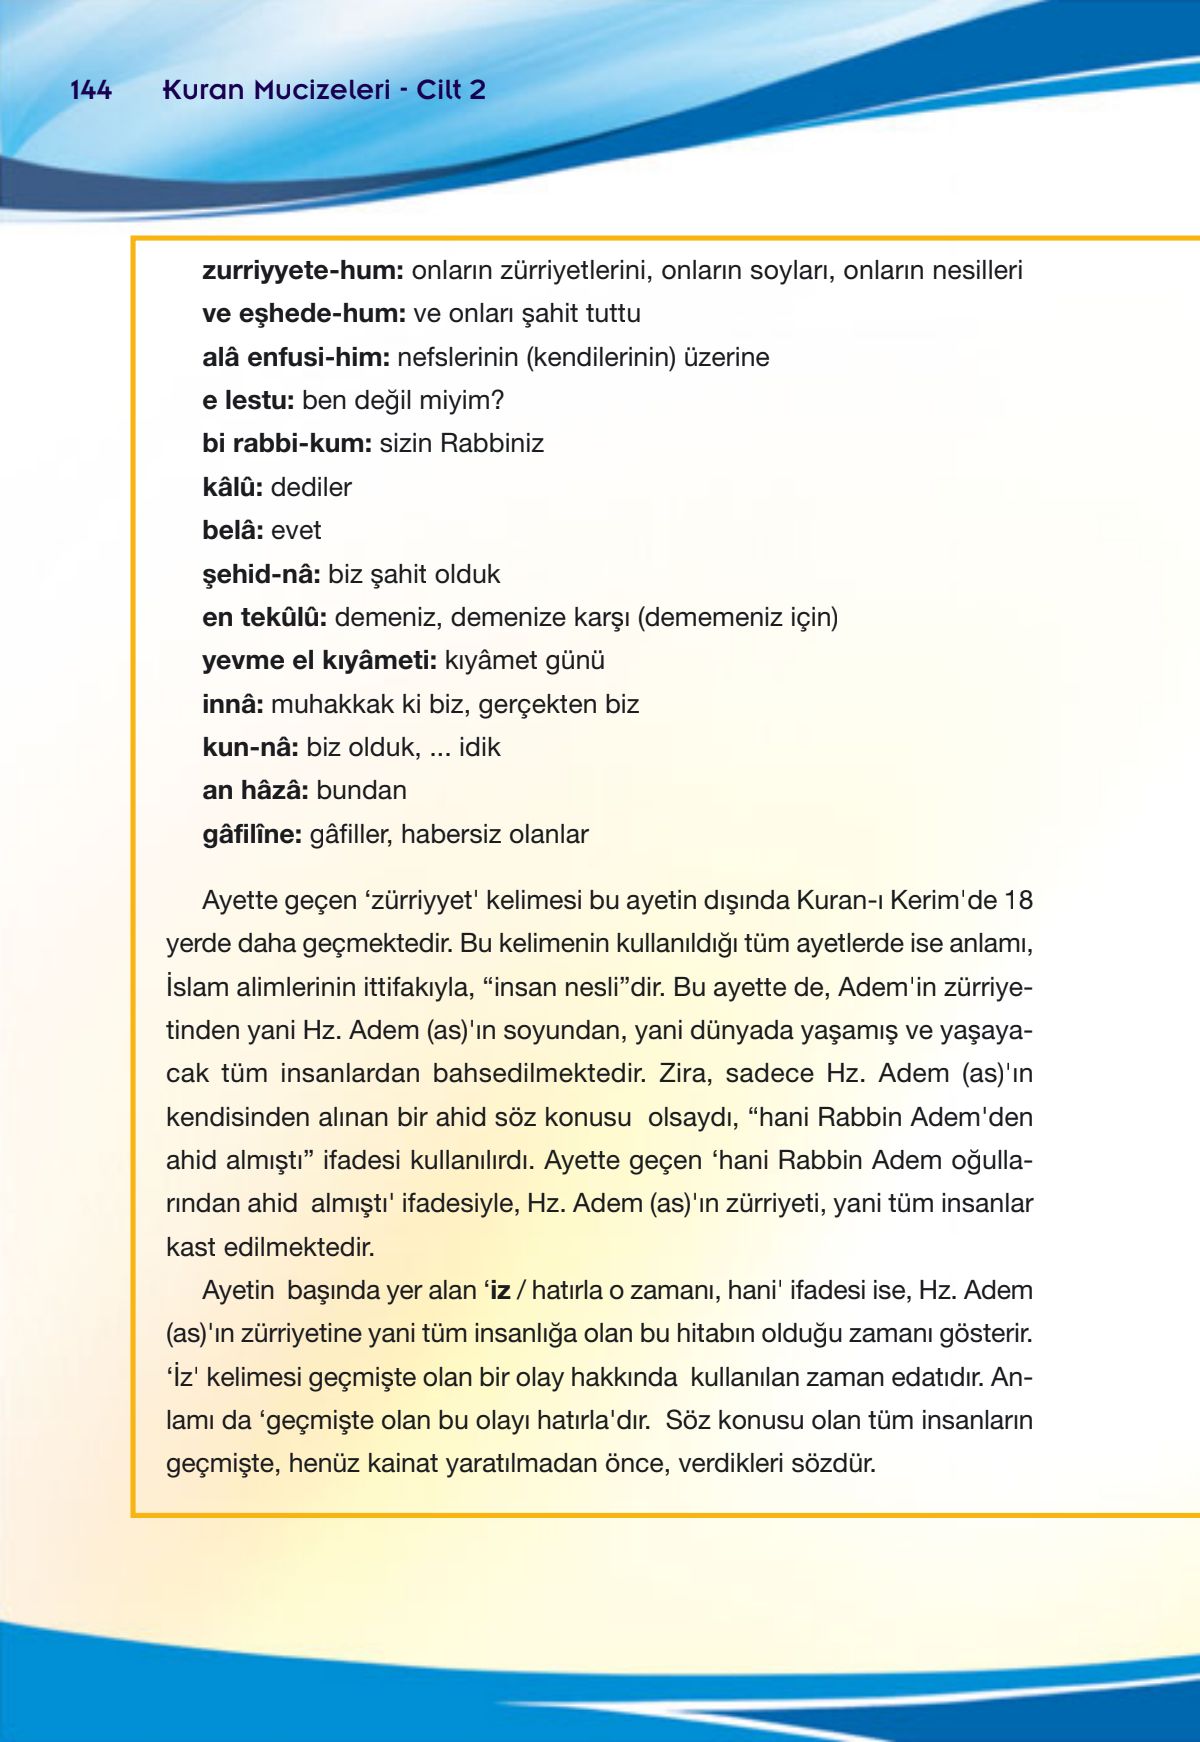 144 Kuran Mucizeleri - Cilt 2
zurriyyete-hum: onların zürriyetlerini, onların soyları, onların nesilleri
ve eşhede-hum: ve onları şahit tuttu
alâ enfusi-him: nefslerinin (kendilerinin) üzerine
e lestu: ben değil miyim?
bi rabbi-kum: sizin Rabbiniz
kâlû: dediler
belâ: evet
şehid-nâ: biz şahit olduk
en tekûlû: demeniz, demenize karşı (dememeniz için)
yevme el kıyâmeti: kıyâmet günü
innâ: muhakkak ki biz, gerçekten biz
kun-nâ: biz olduk, ... idik
an hâzâ: bundan
gâfilîne: gâfiller, habersiz olanlar
Ayette geçen ‘zürriyyet' kelimesi bu ayetin dışında Kuran-ı Kerim'de 18
yerde daha geçmektedir. Bu kelimenin kullanıldığı tüm ayetlerde ise anlamı,
İslam alimlerinin ittifakıyla, “insan nesli”dir. Bu ayette de, Adem'in zürriye-
tinden yani Hz. Adem (as)'ın soyundan, yani dünyada yaşamış ve yaşaya-
cak tüm insanlardan bahsedilmektedir. Zira, sadece Hz. Adem (as)'ın
kendisinden alınan bir ahid söz konusu olsaydı, “hani Rabbin Adem'den
ahid almıştı” ifadesi kullanılırdı. Ayette geçen ‘hani Rabbin Adem oğulla-
rından ahid almıştı' ifadesiyle, Hz. Adem (as)'ın zürriyeti, yani tüm insanlar
kast edilmektedir.
Ayetin başında yer alan ‘iz / hatırla o zamanı, hani' ifadesi ise, Hz. Adem
(as)'ın zürriyetine yani tüm insanlığa olan bu hitabın olduğu zamanı gösterir.
‘İz' kelimesi geçmişte olan bir olay hakkında kullanılan zaman edatıdır. An-
lamı da ‘geçmişte olan bu olayı hatırla'dır. Söz konusu olan tüm insanların
geçmişte, henüz kainat yaratılmadan önce, verdikleri sözdür.